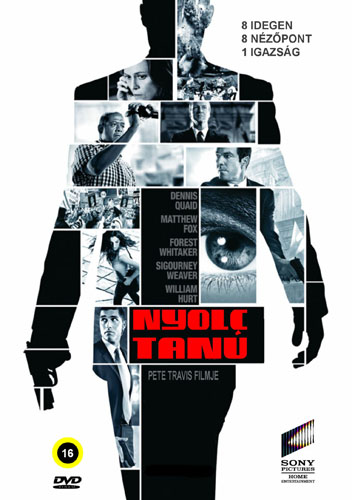 8 IDEGEN
8 NÉZŐPONT
1 IGAZSÁG
DENNIS
QUAID
MATTHEW
FOX
FOREST
WHITAKER
SIGOURNEY
WEAVER
WILLIAM
HURT
NYOLC
TANÚ
PETE TRAVIS FILMJE
16
DVD
SONY
PICTURES
HOME
ENTERTAINMENT